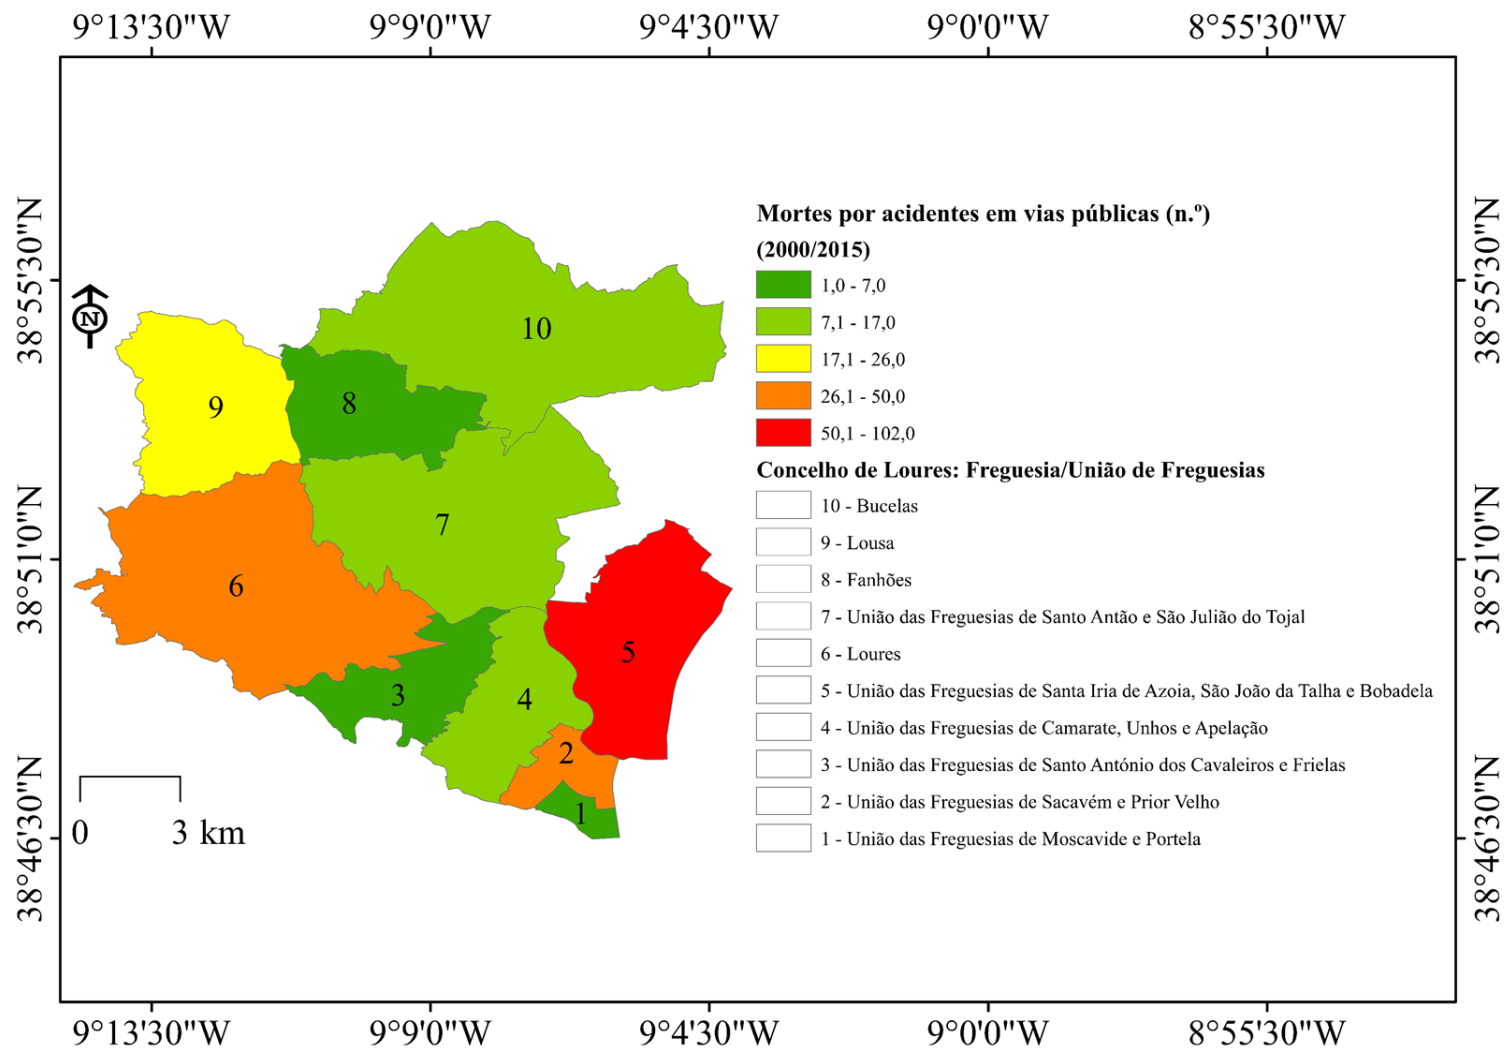 9°13'30"W 9°9'0"W 9°4'30"W 9°0'0"W 8°55'30"W
38°55'30"N
38°51'0"N
38°46'30"N
N
10
9
8
7
6
5
4
3
2
1
0 3 km
Mortes por acidentes em vias públicas (n.º)
(2000/2015)
1,0 - 7,0
7,1 - 17,0
17,1 - 26,0
26,1 - 50,0
50,1 - 102,0
Concelho de Loures: Freguesia/União de Freguesias
10 - Bucelas
9 - Lousa
8 - Fanhões
7 - União das Freguesias de Santo Antão e São Julião do Tojal
6 - Loures
5 - União das Freguesias de Santa Iria de Azoia, São João da Talha e Bobadela
4 - União das Freguesias de Camarate, Unhos e Apelação
3 - União das Freguesias de Santo António dos Cavaleiros e Frielas
2 - União das Freguesias de Sacavém e Prior Velho
1 - União das Freguesias de Moscavide e Portela
38°55'30"N
38°51'0"N
38°46'30"N
9°13'30"W 9°9'0"W 9°4'30"W 9°0'0"W 8°55'30"W